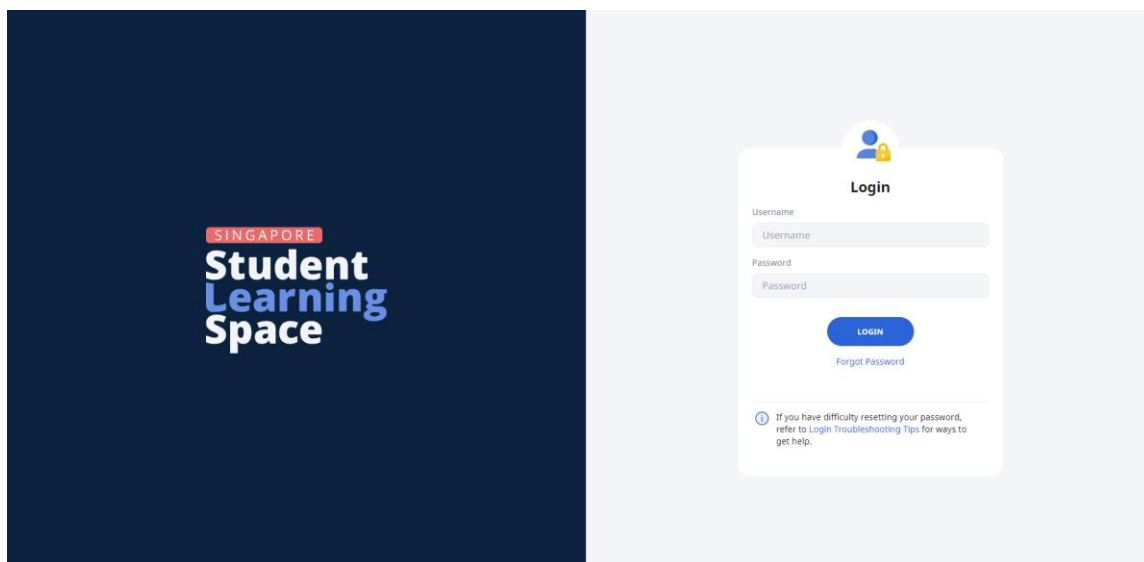 SINGAPORE
Student
Learning
Space
Login
Username
Username
Password
Password
LOGIN
Forgot Password
If you have difficulty resetting your password,
refer to Login Troubleshooting Tips for ways to
get help.